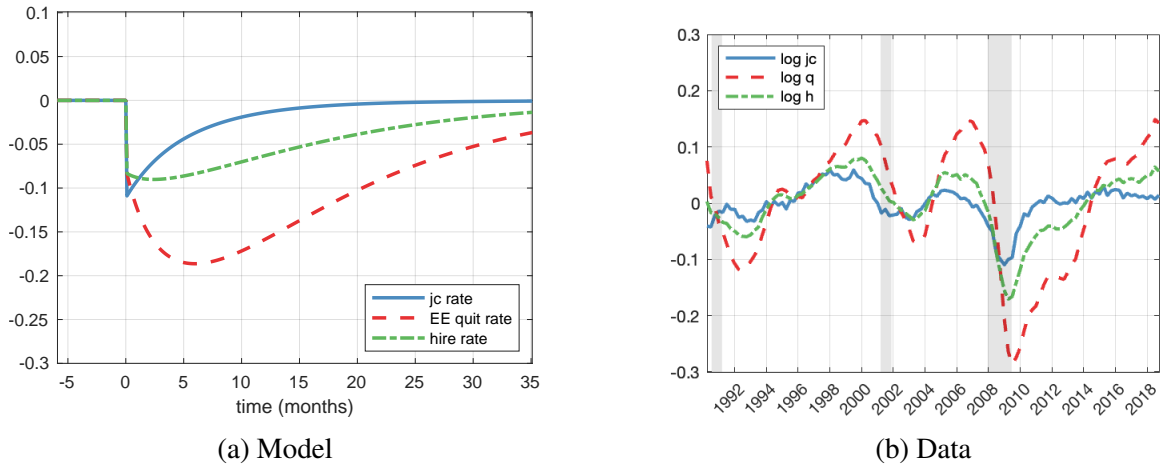 0.1
0.05
0
-0.05
-0.1
-0.15
-0.2
-0.25
-0.3
-5 0 5 10 15 20 25 30 35
time (months)
jc rate
EE quit rate
hire rate
(a) Model
0.3
0.2
0.1
0
-0.1
-0.2
-0.3
log jc
log q
log h
1992 1994 1996 1998 2000 2002 2004 2006 2008 2010 2012 2014 2016 2018
(b) Data